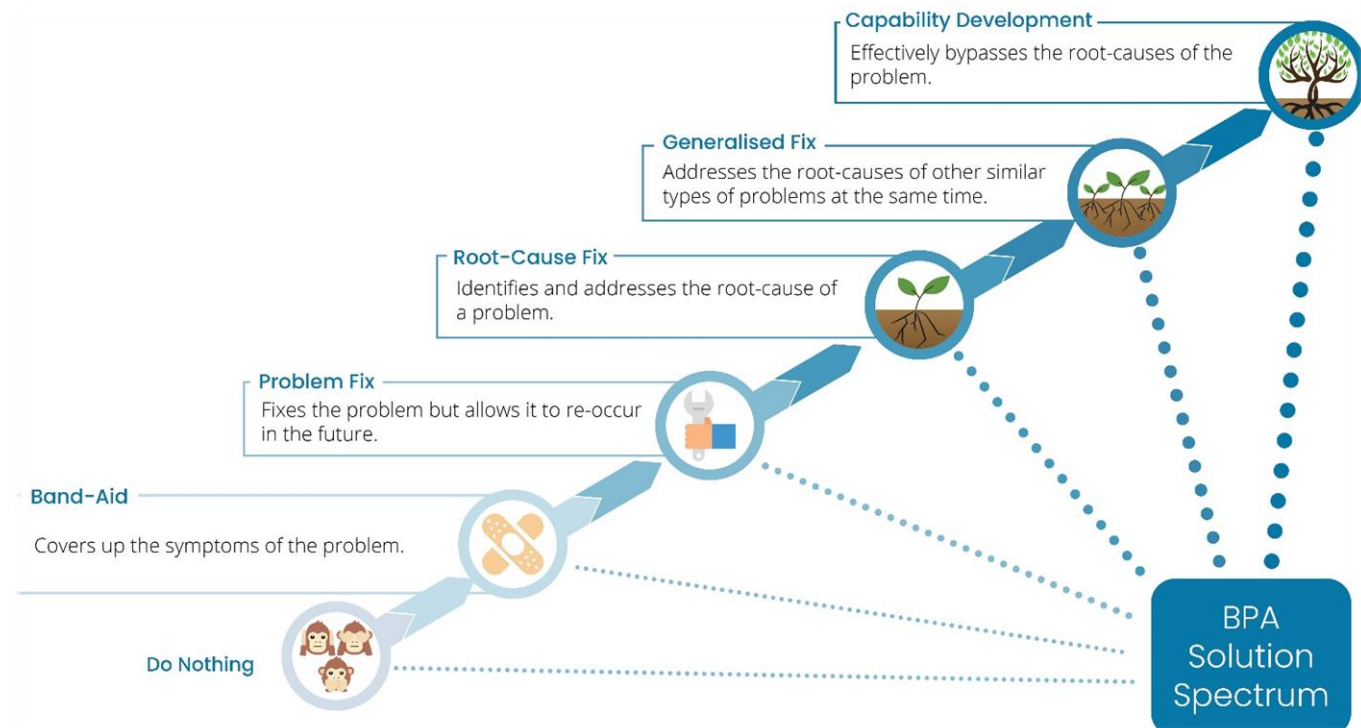 Capability Development
Effectively bypasses the root-causes of the
problem.
Generalised Fix
Addresses the root-causes of other similar
types of problems at the same time.
Root-Cause Fix
Identifies and addresses the root-cause of
a problem.
Problem Fix
Fixes the problem but allows it to re-occur
in the future.
Band-Aid
Covers up the symptoms of the problem.
Do Nothing
BPA
Solution
Spectrum